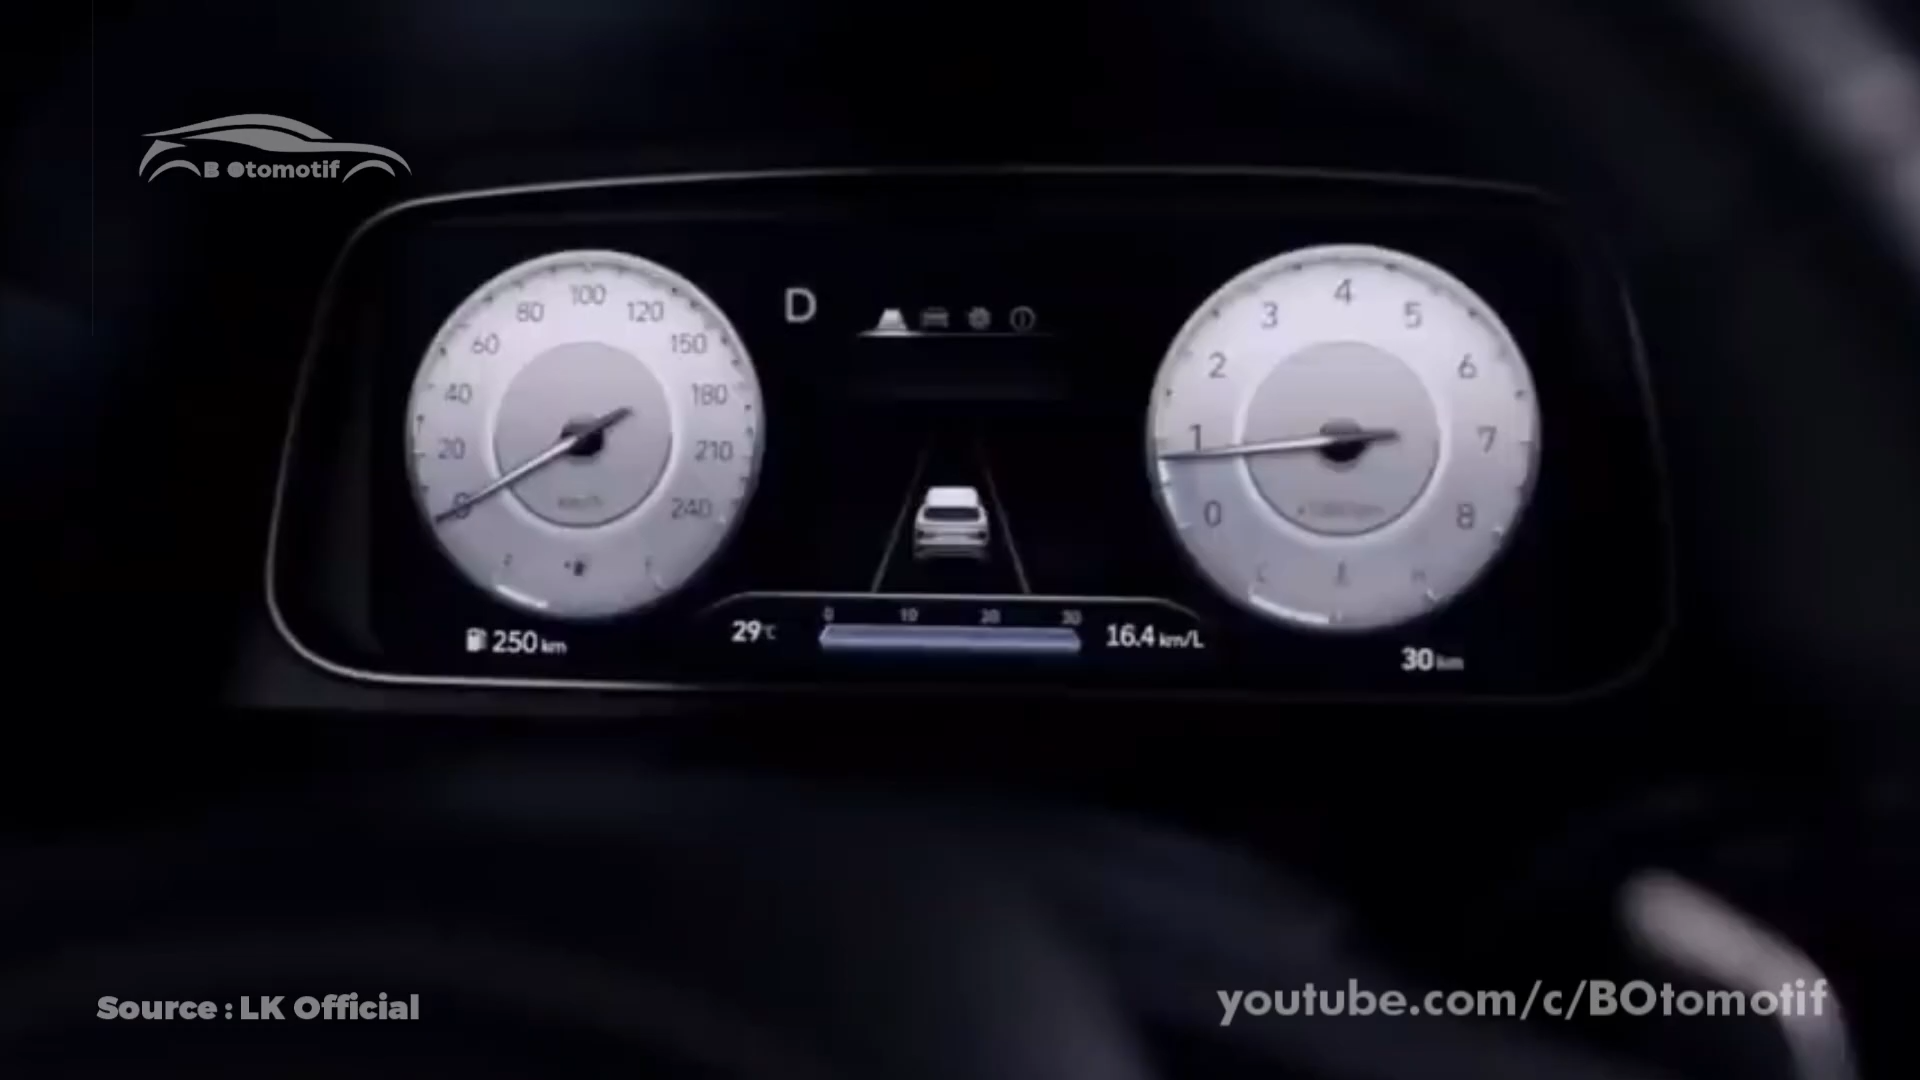 B Otomotif
100
80
120
60
150
40
180
20
210
0
240
D
4
3
5
2
6
1
7
0
8
0 10 20 30
29°C
16.4 km/L
250 km
30 km
Source : LK Official
youtube.com/c/BOtomotif